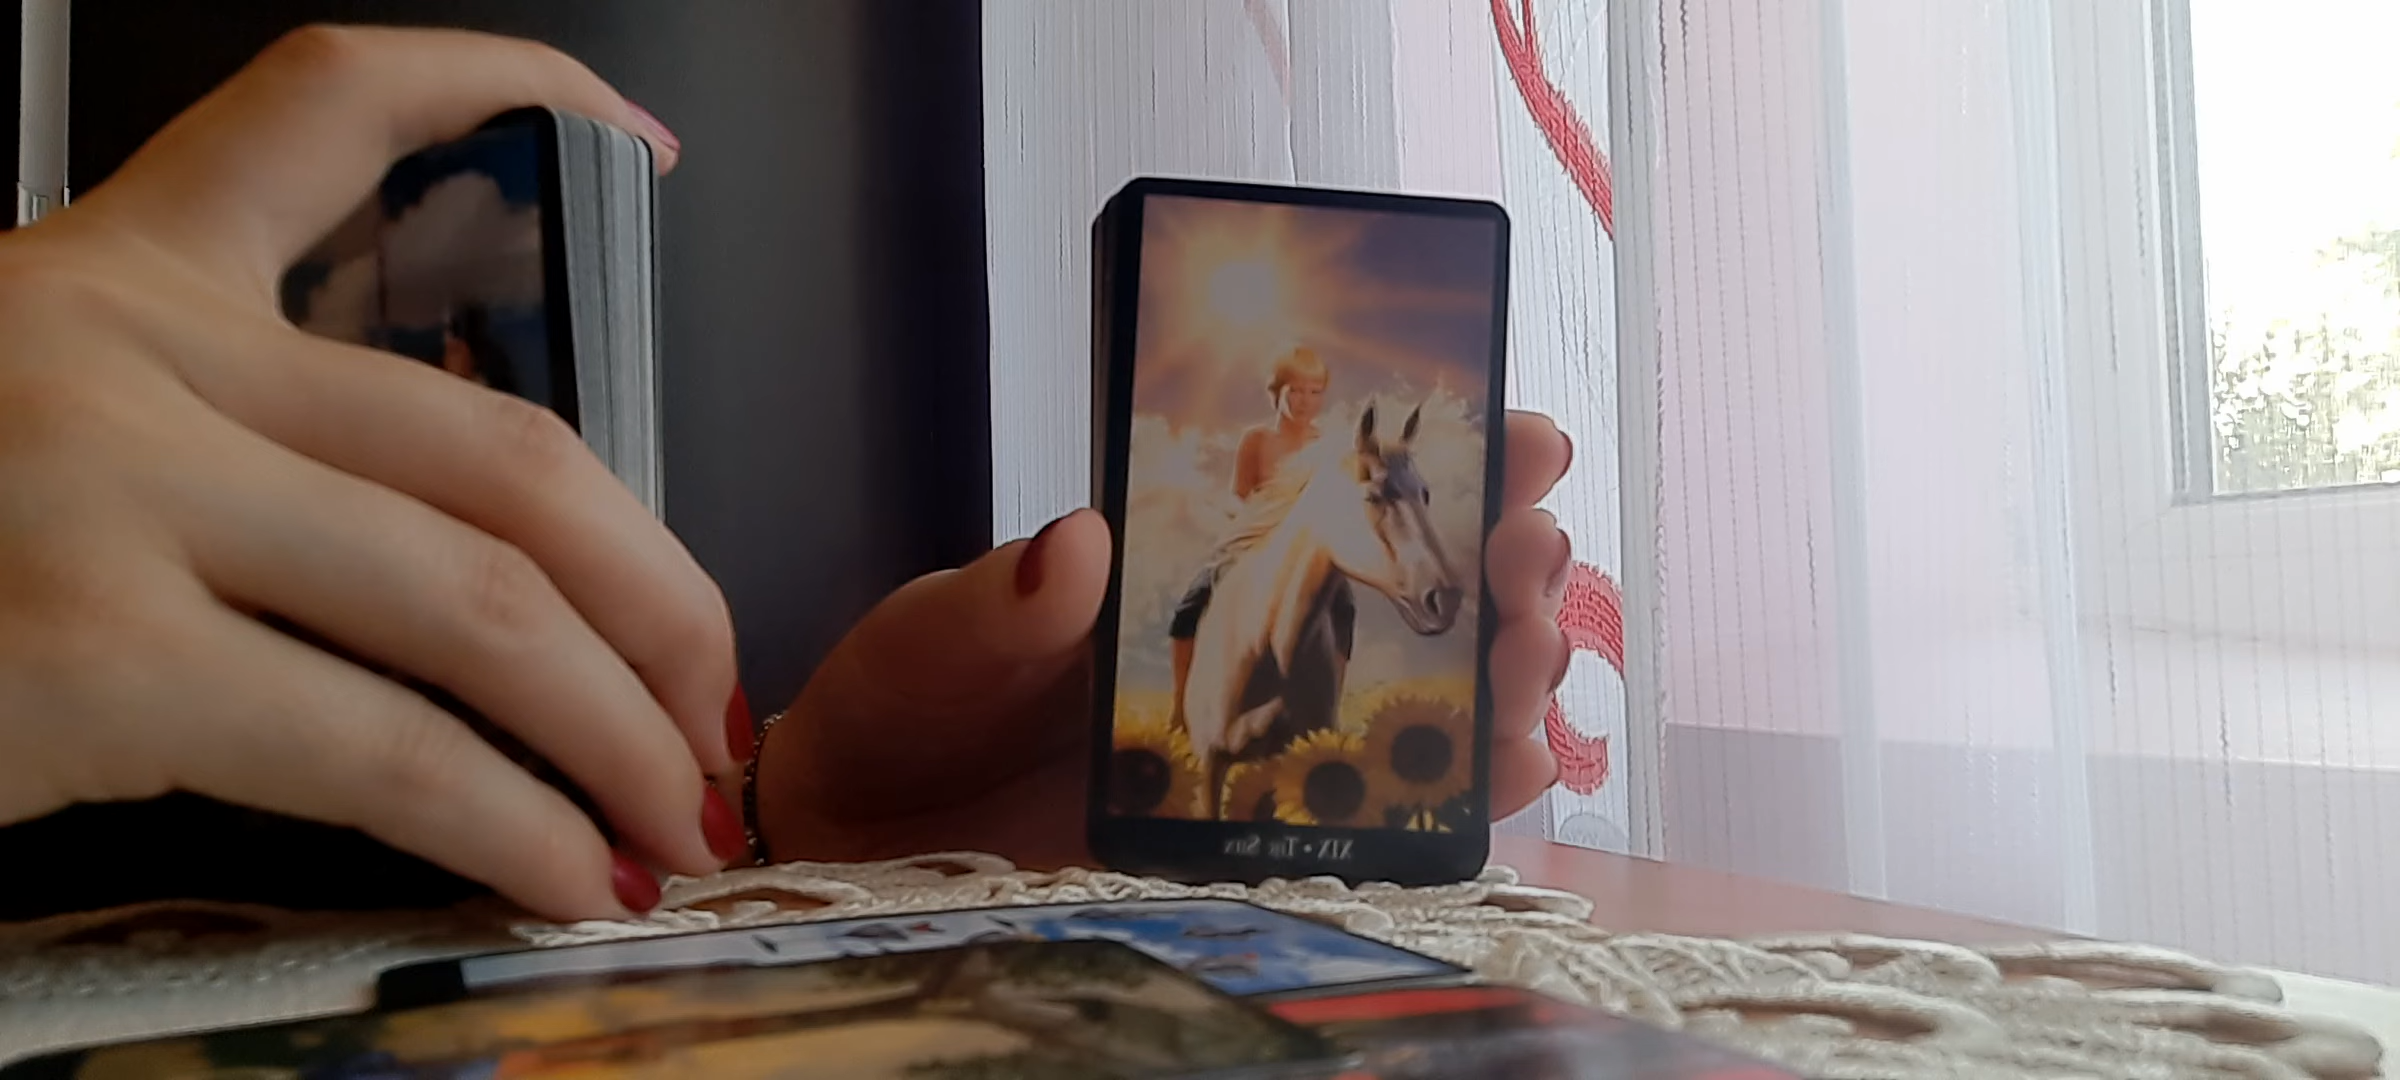 XIX • The Sun